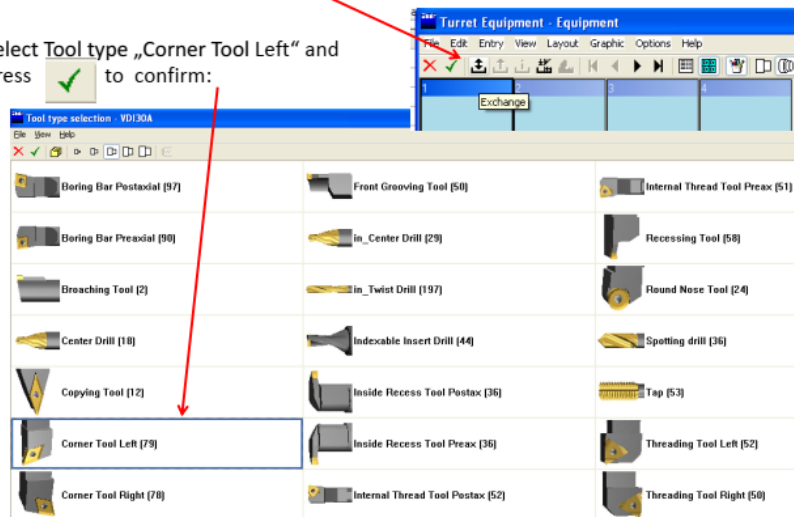 Turret Equipment - Equipment
File Edit Entry View Layout Graphic Options Help
1 2 3 4
Exchange
elect Tool type „Corner Tool Left“ and
ress to confirm:
Tool type selection - VDI30A
File View Help
Boring Bar Postaxial (97)
Front Grooving Tool (50)
Internal Thread Tool Preax (51)
Boring Bar Preaxial (90)
in_Center Drill (29)
Recessing Tool (58)
Broaching Tool (2)
in_Twist Drill (197)
Round Nose Tool (24)
Center Drill (18)
Indexable Insert Drill (44)
Spotting drill (36)
Copying Tool (12)
Inside Recess Tool Postax (36)
Tap (53)
Corner Tool Left (79)
Inside Recess Tool Preax (36)
Threading Tool Left (52)
Corner Tool Right (78)
Internal Thread Tool Postax (52)
Threading Tool Right (50)